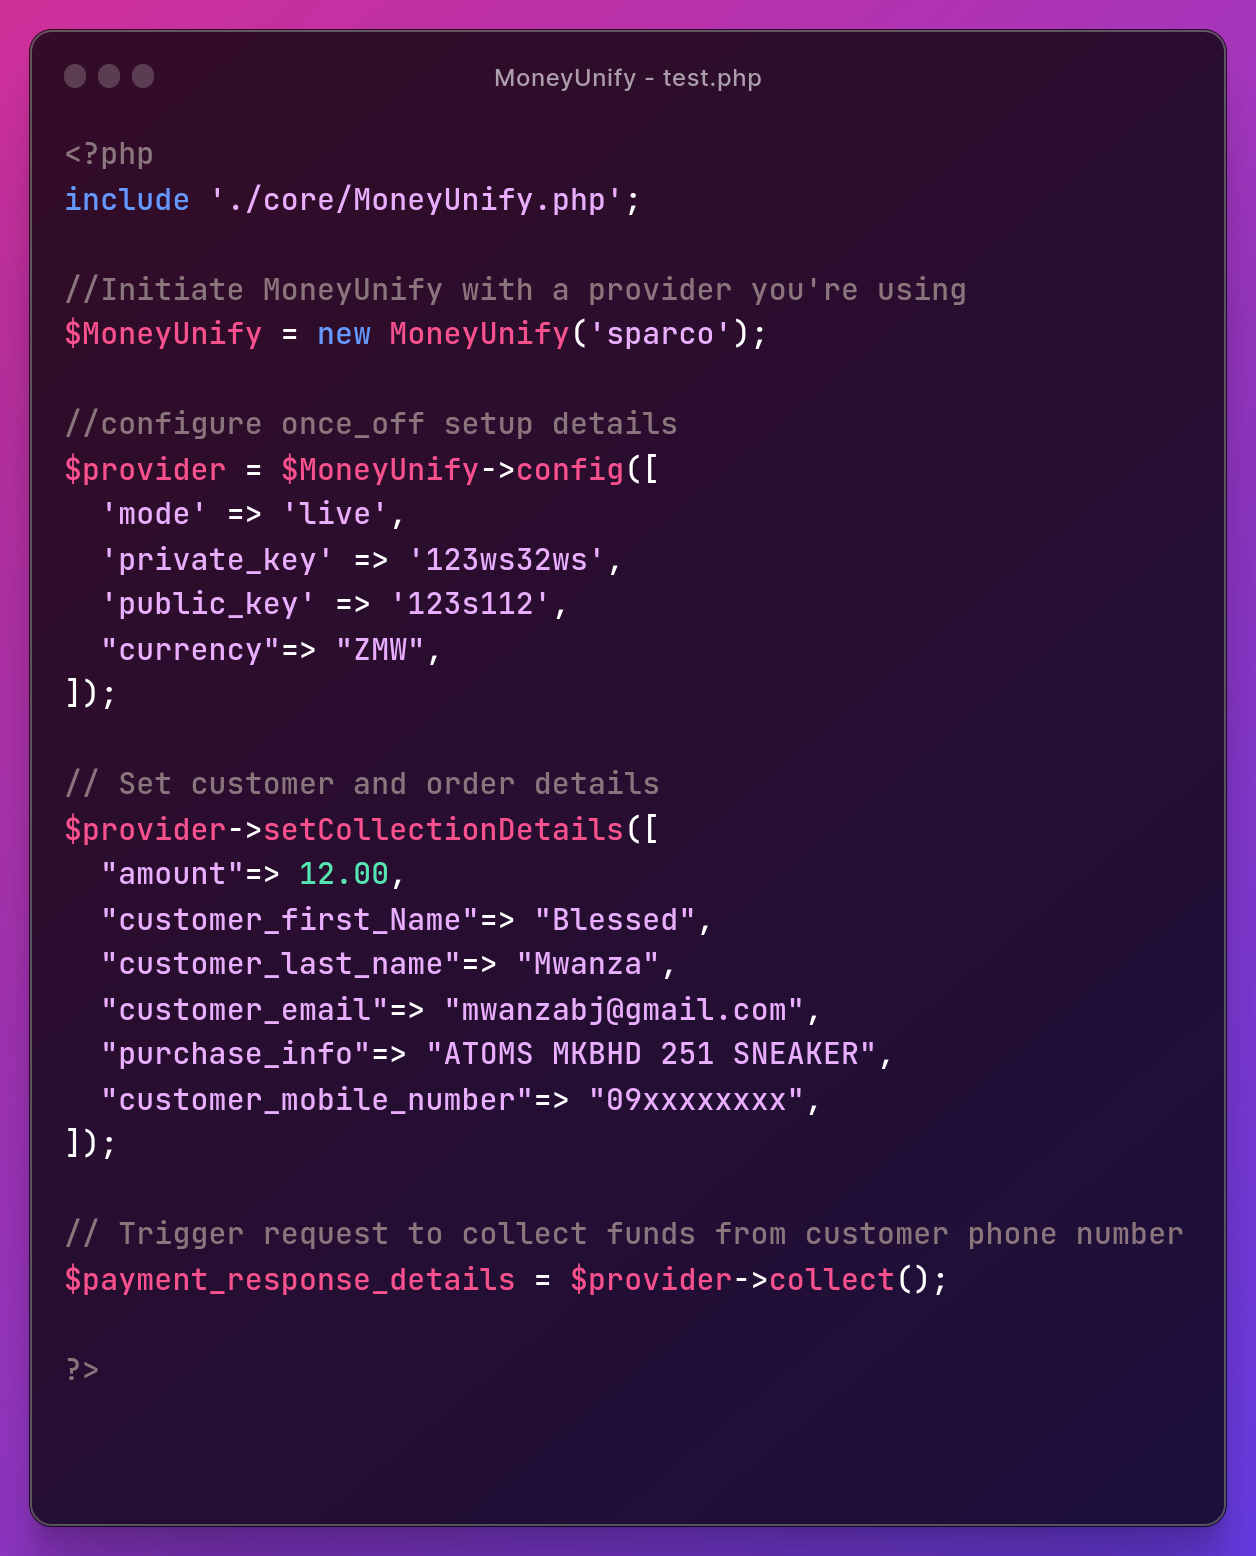 MoneyUnify - test.php
<?php
include './core/MoneyUnify.php';
//Initiate MoneyUnify with a provider you're using
$MoneyUnify = new MoneyUnify('sparco');
//configure once_off setup details
$provider = $MoneyUnify->config([
  'mode' => 'live',
  'private_key' => '123ws32ws',
  'public_key' => '123s112',
  "currency"=> "ZMW",
]);
// Set customer and order details
$provider->setCollectionDetails([
  "amount"=> 12.00,
  "customer_first_Name"=> "Blessed",
  "customer_last_name"=> "Mwanza",
  "customer_email"=> "mwanzabj@gmail.com",
  "purchase_info"=> "ATOMS MKBHD 251 SNEAKER",
  "customer_mobile_number"=> "09xxxxxxxx",
]);
// Trigger request to collect funds from customer phone number
$payment_response_details = $provider->collect();
?>